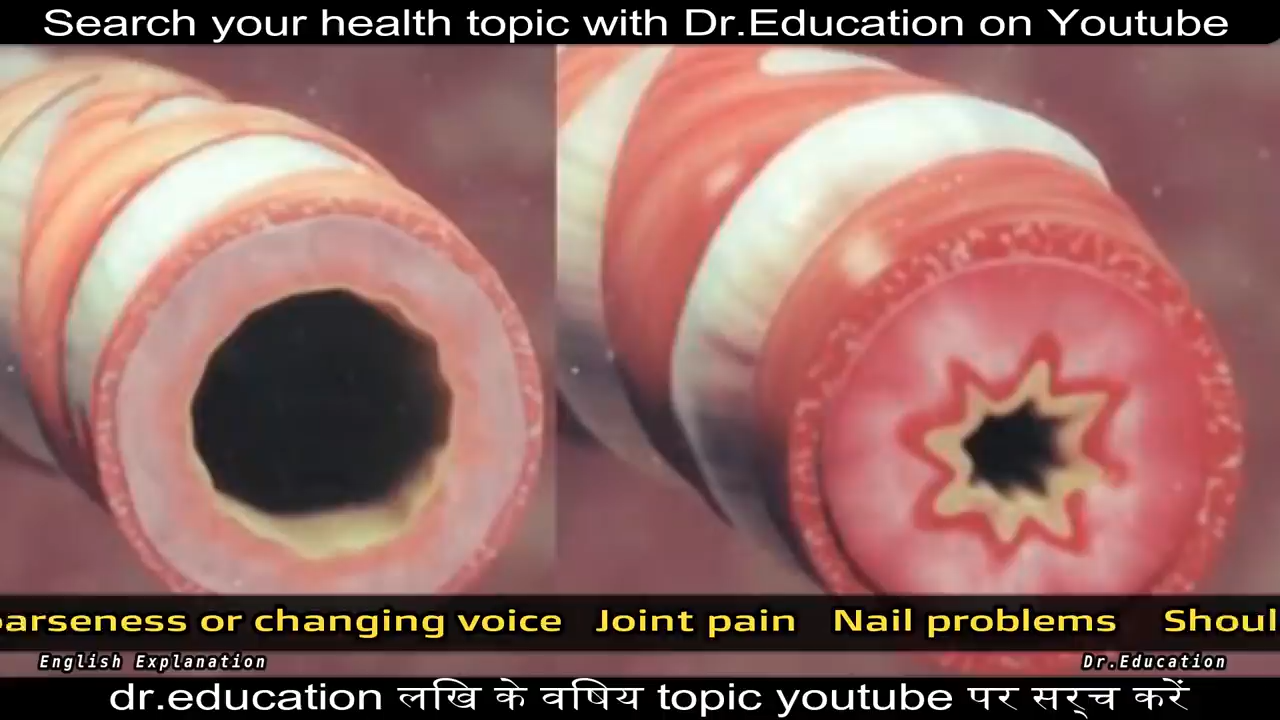 Search your health topic with Dr.Education on Youtube
arseness or changing voice Joint pain Nail problems Shoul
English Explanation
Dr.Education
dr.education लखि के वषिय topic youtube पर सर्च करें